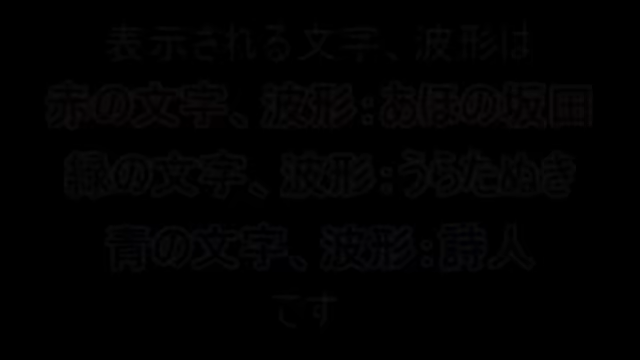 表示される文字、波形は
赤の文字、波形：あほの坂田
緑の文字、波形：うらたぬき
青の文字、波形：詩人
です